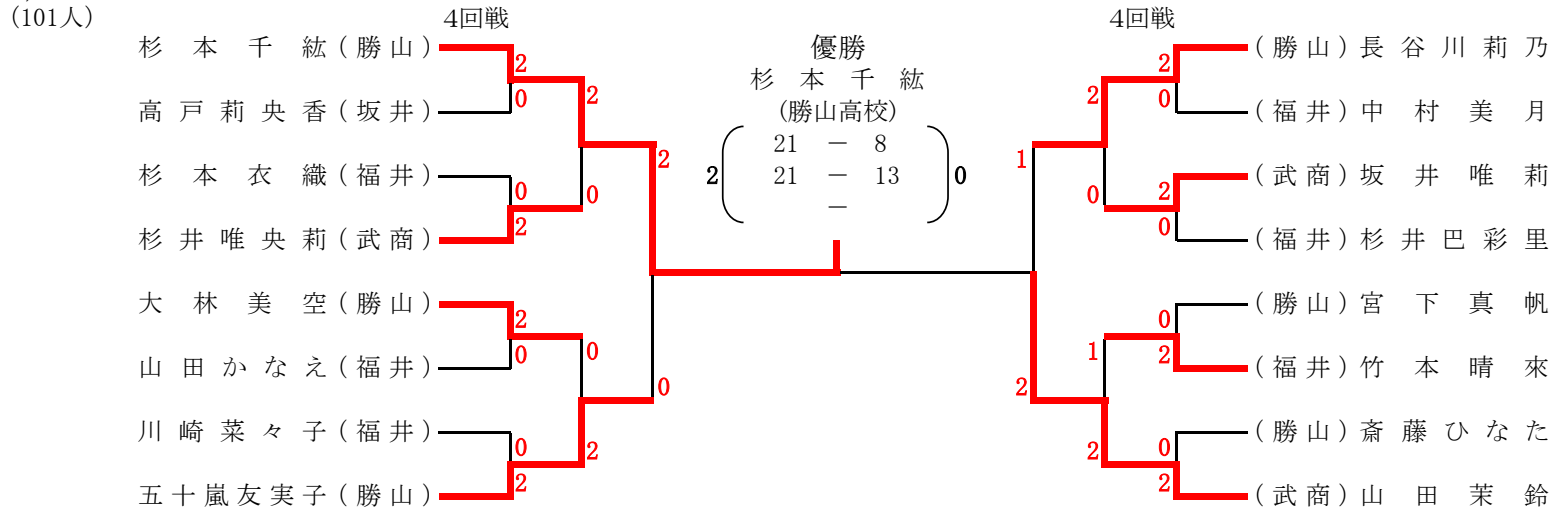 (101人)
4回戦
4回戦
杉本千紘(勝山)
2
優勝
2
(勝山)長谷川莉乃
杉本千紘
高戸莉央香(坂井)
0
2
(勝山高校)
2
0
(福井)中村美月
21 － 8
2
1
杉本衣織(福井)
0
0
2
21 － 13
0
0
2
(武商)坂井唯莉
－
杉井唯央莉(武商)
2
0
(福井)杉井巴彩里
大林美空(勝山)
2
0
(勝山)宮下真帆
山田かなえ(福井)
0
0
1
2
(福井)竹本晴來
0
2
川崎菜々子(福井)
0
2
2
0
(勝山)斎藤ひなた
五十嵐友実子(勝山)
2
2
(武商)山田茉鈴